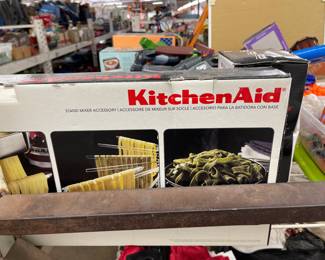 KitchenAid®
STAND MIXER ACCESSORY | ACCESSOIRE DE MIXEUR SUR SOCLE | ACCESORIO PARA LA BATIDORA CON BASE